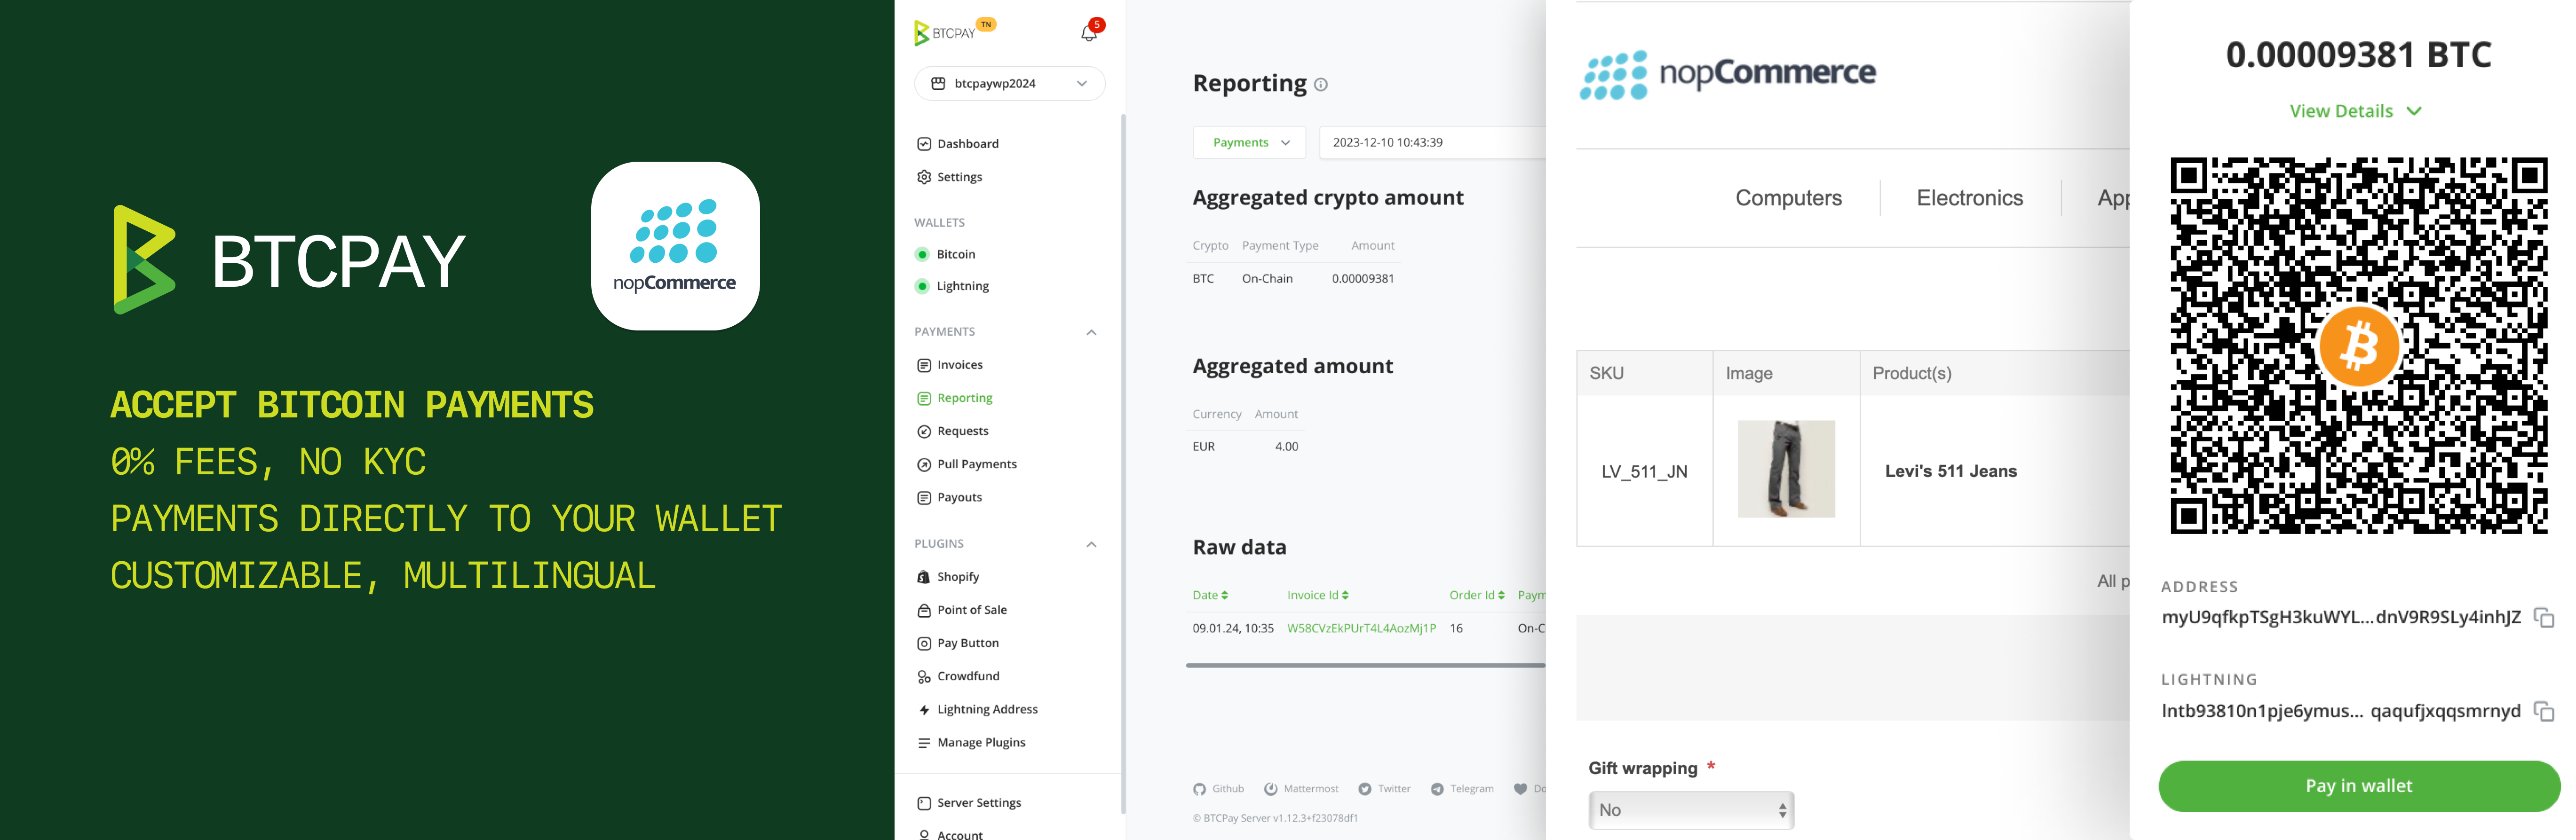 BTCPAY
nopCommerce
ACCEPT BITCOIN PAYMENTS
0% FEES, NO KYC
PAYMENTS DIRECTLY TO YOUR WALLET
CUSTOMIZABLE, MULTILINGUAL
BTCPAY TN
5
btcpaywp2024
Dashboard
Settings
WALLETS
Bitcoin
Lightning
PAYMENTS
Invoices
Reporting
Requests
Pull Payments
Payouts
PLUGINS
Shopify
Point of Sale
Pay Button
Crowdfund
Lightning Address
Manage Plugins
Server Settings
Account
Reporting
Payments 2023-12-10 10:43:39
Aggregated crypto amount
Crypto Payment Type Amount
BTC On-Chain 0.00009381
Aggregated amount
Currency Amount
EUR 4.00
Raw data
Date Invoice Id Order Id Paym
09.01.24, 10:35 W58CVzEkPUrT4L4AozMj1P 16 On-C
Github Mattermost Twitter Telegram Do
© BTCPay Server v1.12.3+f23078df1
nopCommerce
Computers Electronics App
SKU Image Product(s)
LV_511_JN Levi's 511 Jeans
All p
Gift wrapping *
No
0.00009381 BTC
View Details
ADDRESS
myU9qfkpTSgH3kuWYL...dnV9R9SLy4inhJZ
LIGHTNING
lntb93810n1pje6ymus... qaqufjxqqsmrnyd
Pay in wallet